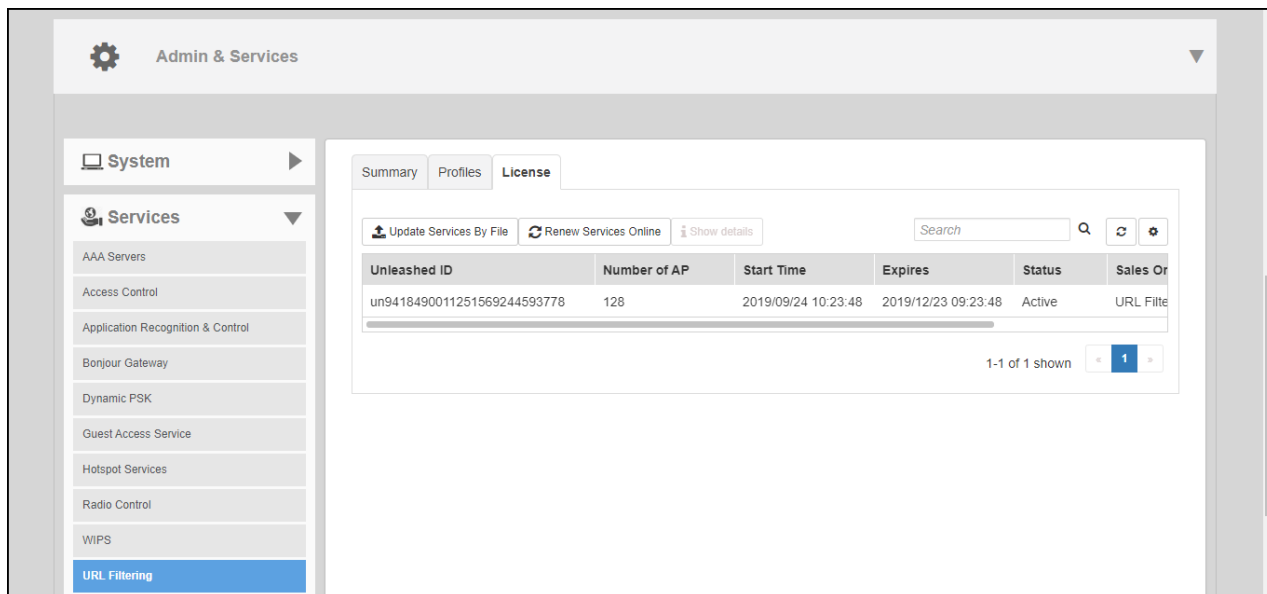 Admin & Services
System
Services
AAA Servers
Access Control
Application Recognition & Control
Bonjour Gateway
Dynamic PSK
Guest Access Service
Hotspot Services
Radio Control
WIPS
URL Filtering
Summary Profiles License
Update Services By File Renew Services Online Show details Search
Unleashed ID Number of AP Start Time Expires Status Sales Or
un9418490011251569244593778 128 2019/09/24 10:23:48 2019/12/23 09:23:48 Active URL Filte
1-1 of 1 shown « 1 »